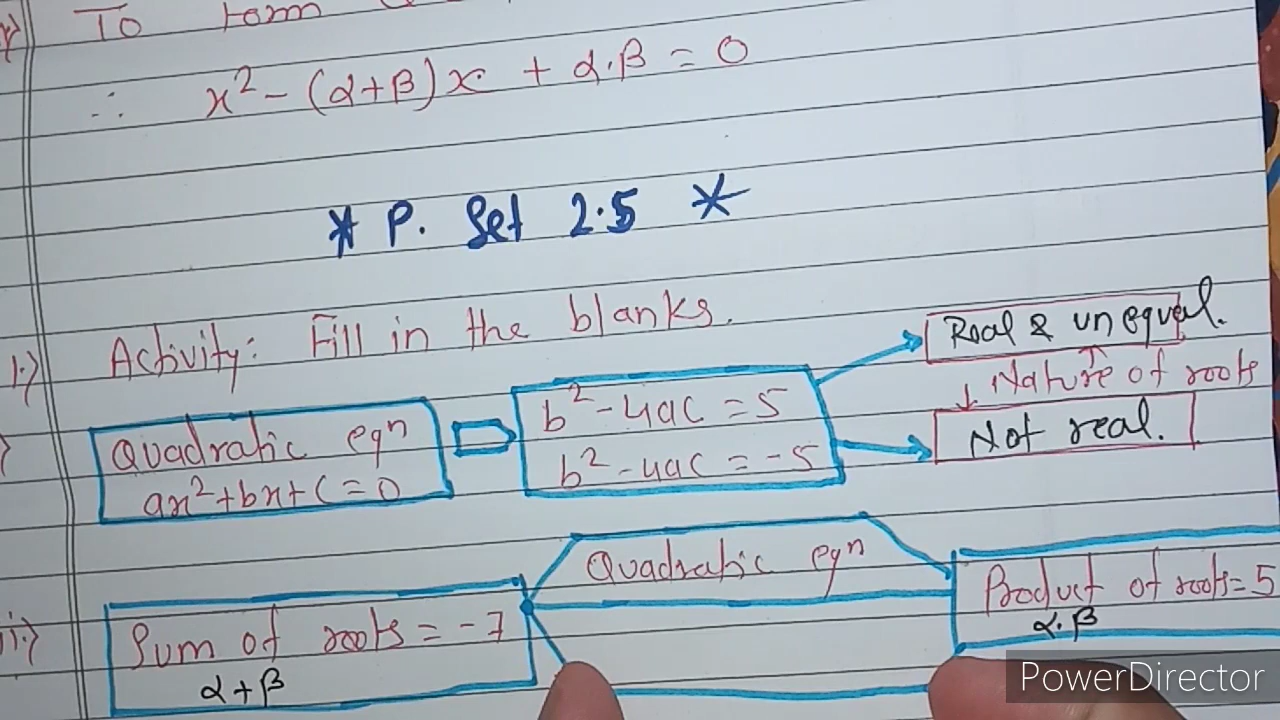 To form
∴ x² - (α+β)x + α.β = 0
* P. Set 2.5 *
1.) Activity: Fill in the blanks.
Real & unequal.
Nature of roots
Quadratic eqⁿ
ax²+bx+c=0
b²-4ac = 5
b²-4ac = -5
Not real.
Quadratic eqⁿ
ii.) Sum of roots = -7
α+β
Product of roots = 5
α.β
PowerDirector